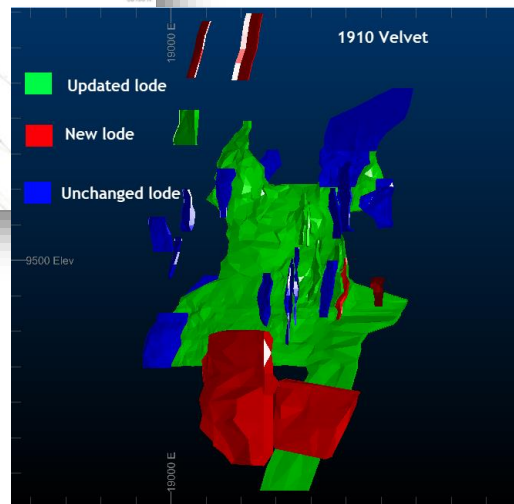 19000 E
1910 Velvet
Updated lode
New lode
Unchanged lode
9500 Elev
19000 E